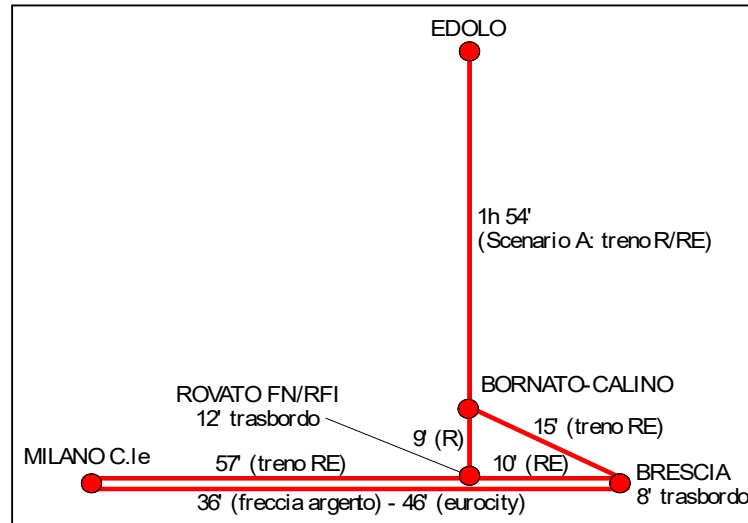 EDOLO
1h 54'
(Scenario A: treno R/RE)
BORNATO-CALINO
ROVATO FN/RFI
12' trasbordo
15' (treno RE)
9' (R)
MILANO C.le
57' (treno RE)
10' (RE)
BRESCIA
8' trasbordo
36' (freccia argento) - 46' (eurocity)